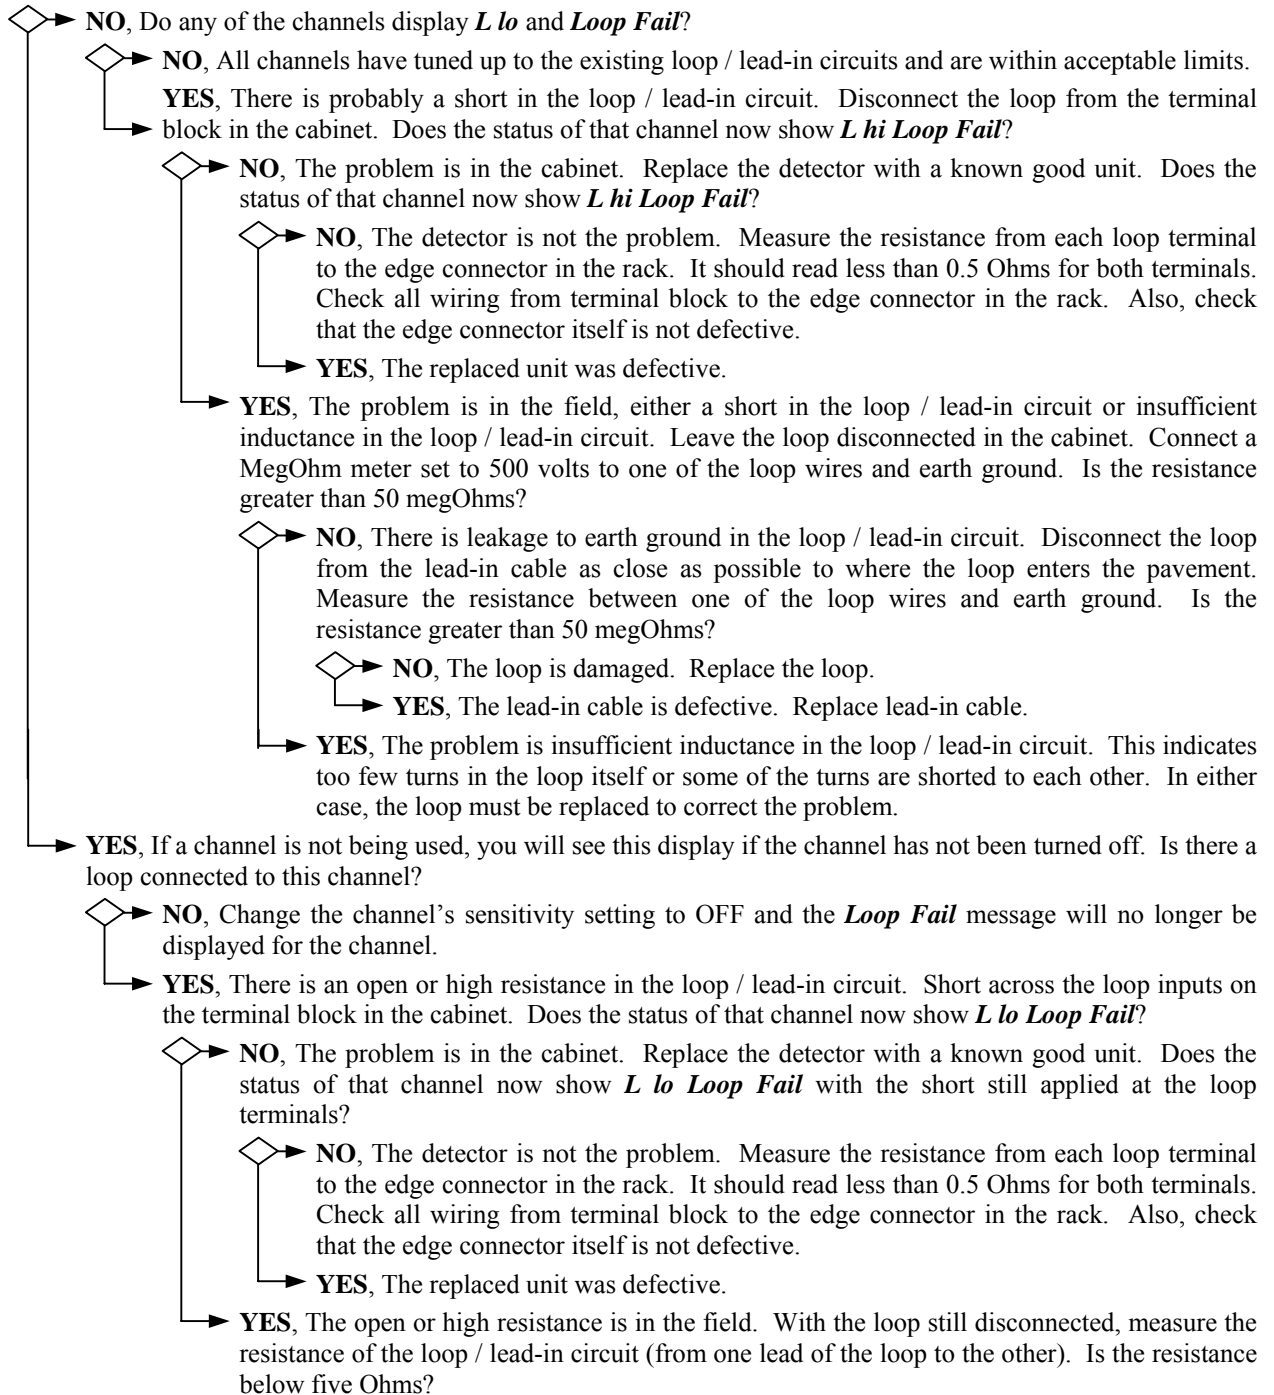 NO, Do any of the channels display L lo and Loop Fail?
NO, All channels have tuned up to the existing loop / lead-in circuits and are within acceptable limits.
YES, There is probably a short in the loop / lead-in circuit. Disconnect the loop from the terminal
block in the cabinet. Does the status of that channel now show L hi Loop Fail?
NO, The problem is in the cabinet. Replace the detector with a known good unit. Does the
status of that channel now show L hi Loop Fail?
NO, The detector is not the problem. Measure the resistance from each loop terminal
to the edge connector in the rack. It should read less than 0.5 Ohms for both terminals.
Check all wiring from terminal block to the edge connector in the rack. Also, check
that the edge connector itself is not defective.
YES, The replaced unit was defective.
YES, The problem is in the field, either a short in the loop / lead-in circuit or insufficient
inductance in the loop / lead-in circuit. Leave the loop disconnected in the cabinet. Connect a
MegOhm meter set to 500 volts to one of the loop wires and earth ground. Is the resistance
greater than 50 megOhms?
NO, There is leakage to earth ground in the loop / lead-in circuit. Disconnect the loop
from the lead-in cable as close as possible to where the loop enters the pavement.
Measure the resistance between one of the loop wires and earth ground. Is the
resistance greater than 50 megOhms?
NO, The loop is damaged. Replace the loop.
YES, The lead-in cable is defective. Replace lead-in cable.
YES, The problem is insufficient inductance in the loop / lead-in circuit. This indicates
too few turns in the loop itself or some of the turns are shorted to each other. In either
case, the loop must be replaced to correct the problem.
YES, If a channel is not being used, you will see this display if the channel has not been turned off. Is there a
loop connected to this channel?
NO, Change the channel's sensitivity setting to OFF and the Loop Fail message will no longer be
displayed for the channel.
YES, There is an open or high resistance in the loop / lead-in circuit. Short across the loop inputs on
the terminal block in the cabinet. Does the status of that channel now show L lo Loop Fail?
NO, The problem is in the cabinet. Replace the detector with a known good unit. Does the
status of that channel now show L lo Loop Fail with the short still applied at the loop
terminals?
NO, The detector is not the problem. Measure the resistance from each loop terminal
to the edge connector in the rack. It should read less than 0.5 Ohms for both terminals.
Check all wiring from terminal block to the edge connector in the rack. Also, check
that the edge connector itself is not defective.
YES, The replaced unit was defective.
YES, The open or high resistance is in the field. With the loop still disconnected, measure the
resistance of the loop / lead-in circuit (from one lead of the loop to the other). Is the resistance
below five Ohms?